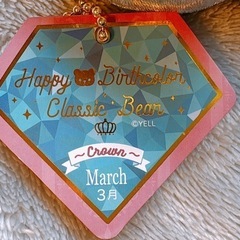 Happy Birthday
Classic Bear
©YELL
～Crown～
March
3月